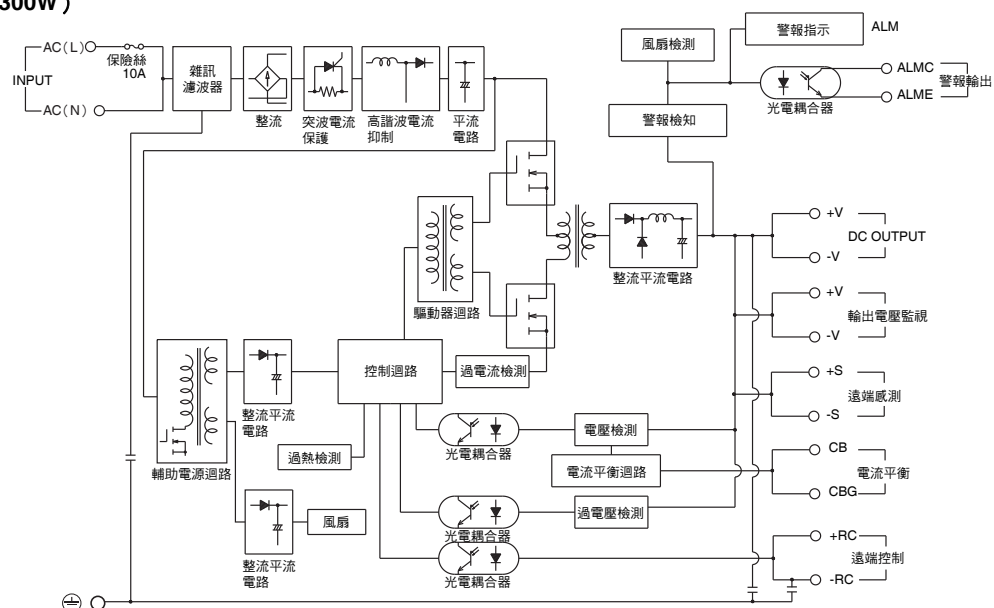 300W）
AC(L)
保險絲
10A
INPUT
AC(N)
雜訊
濾波器
整流
突波電流
保護
高諧波電流
抑制
平流
電路
風扇檢測
警報指示
ALM
光電耦合器
ALMC
ALME
警報輸出
警報檢知
驅動器迴路
整流平流電路
+V
-V
DC OUTPUT
+V
-V
輸出電壓監視
+S
-S
遠端感測
CB
CBG
電流平衡
+RC
-RC
遠端控制
輔助電源迴路
整流平流
電路
控制迴路
過電流檢測
過熱檢測
光電耦合器
電壓檢測
電流平衡迴路
光電耦合器
過電壓檢測
光電耦合器
整流平流
電路
風扇